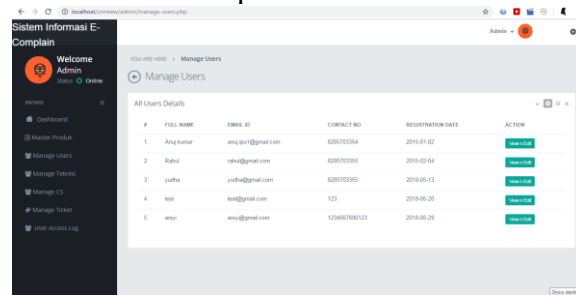 localhost/crmnew/admin/manage-users.php
Sistem Informasi E-Complain
Admin
Welcome
Admin
Status Online
BROWSE
Dashboard
Master Produk
Manage Users
Manage Teknisi
Manage CS
Manage Ticket
User Access Log
YOU ARE HERE > Manage Users
Manage Users
All Users Details
# FULL NAME EMAIL ID CONTACT NO REGISTRATION DATE ACTION
1 Anuj kumar anuj.lpu1@gmail.com 8285703354 2015-01-02 View n Edit
2 Rahul rahul@gmail.com 8285703355 2015-02-04 View n Edit
3 yudha yudha@gmail.com 8285703355 2018-05-13 View n Edit
4 test test@gmail.com 123 2018-05-20 View n Edit
5 amyi amyi@gmail.com 1234567890123 2018-05-29 View n Edit